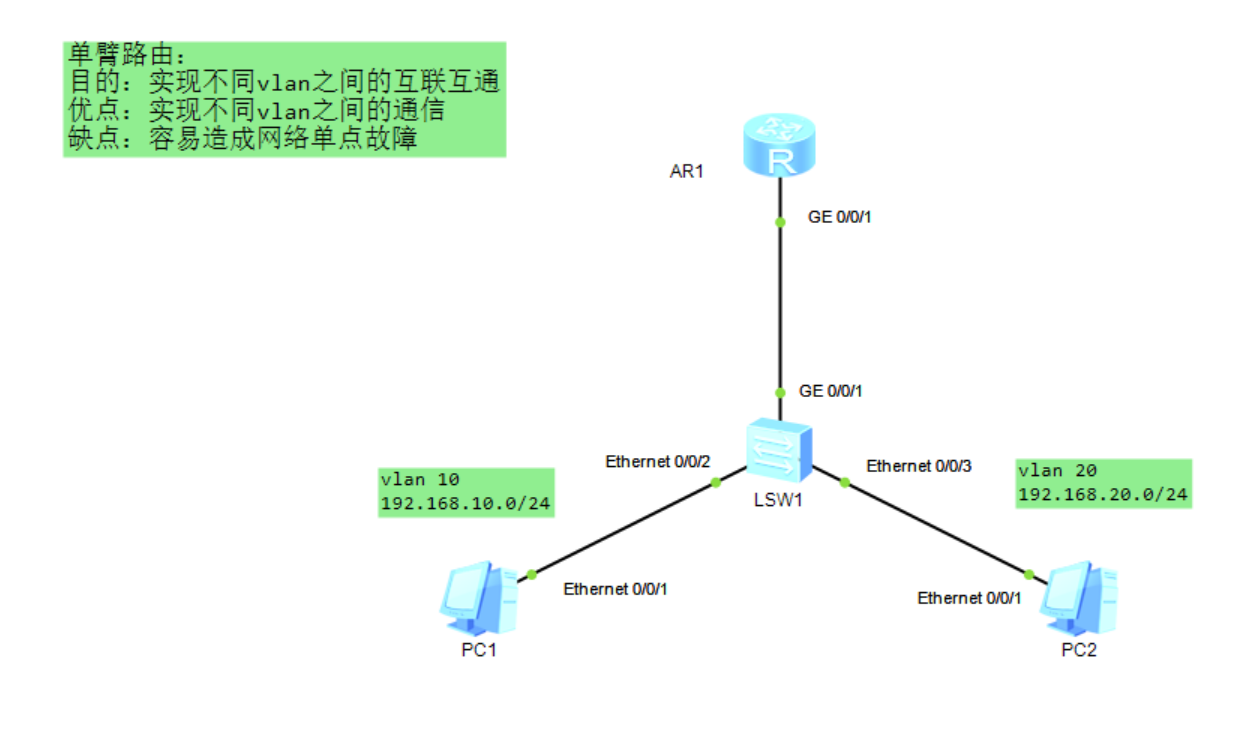 单臂路由:
目的: 实现不同vlan之间的互联互通
优点: 实现不同vlan之间的通信
缺点: 容易造成网络单点故障
R
AR1
GE 0/0/1
GE 0/0/1
Ethernet 0/0/2
Ethernet 0/0/3
LSW1
vlan 10
192.168.10.0/24
vlan 20
192.168.20.0/24
Ethernet 0/0/1
Ethernet 0/0/1
PC1
PC2